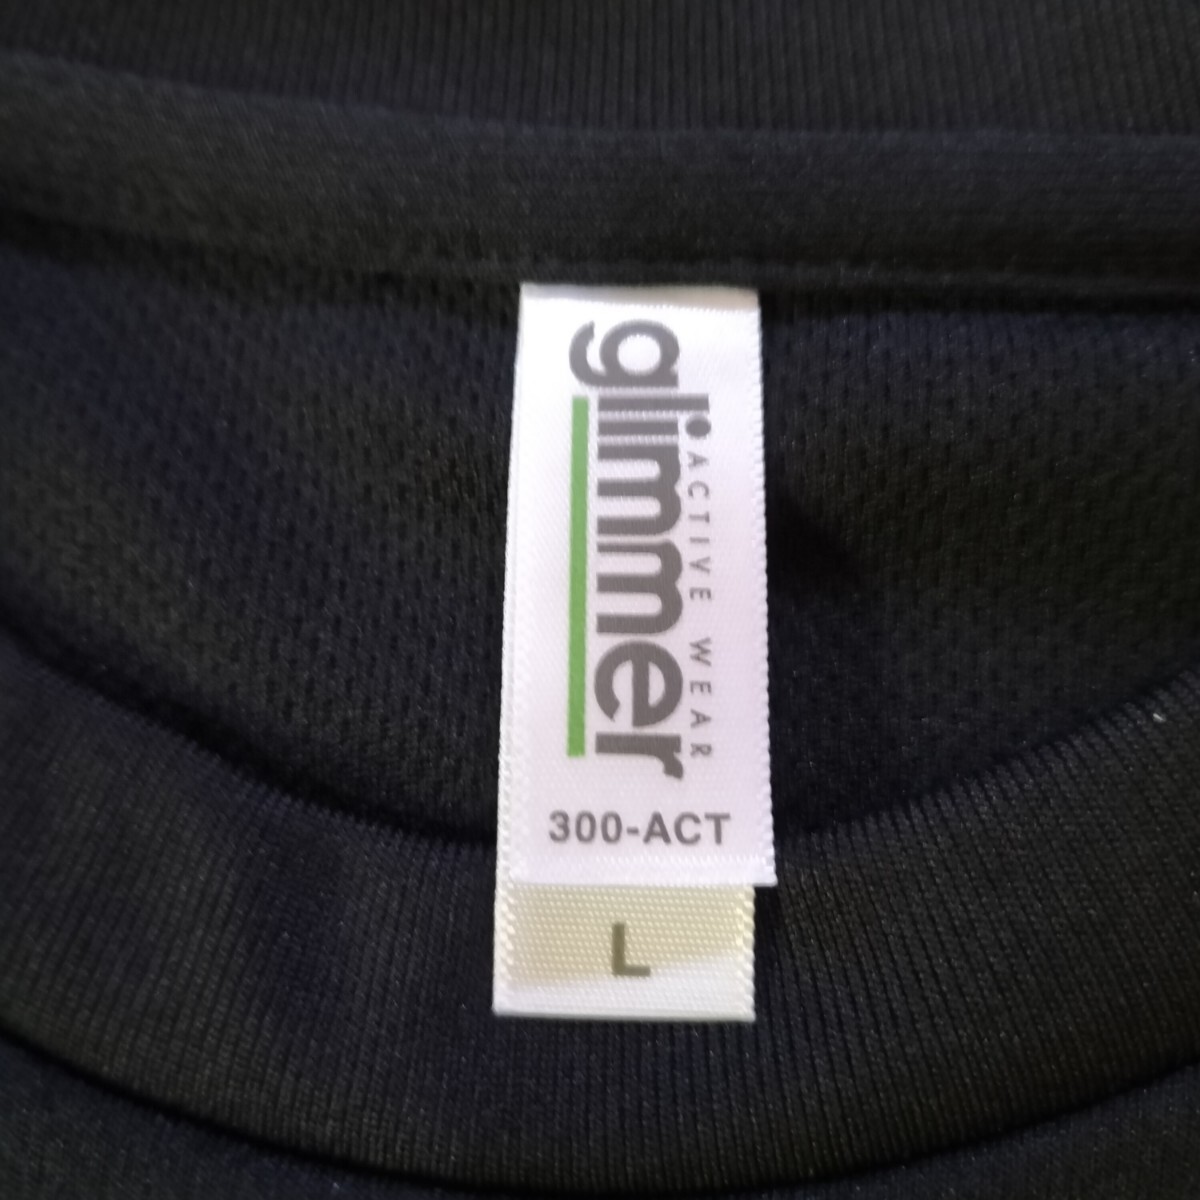 glimmer
ACTIVE WEAR
300-ACT
L